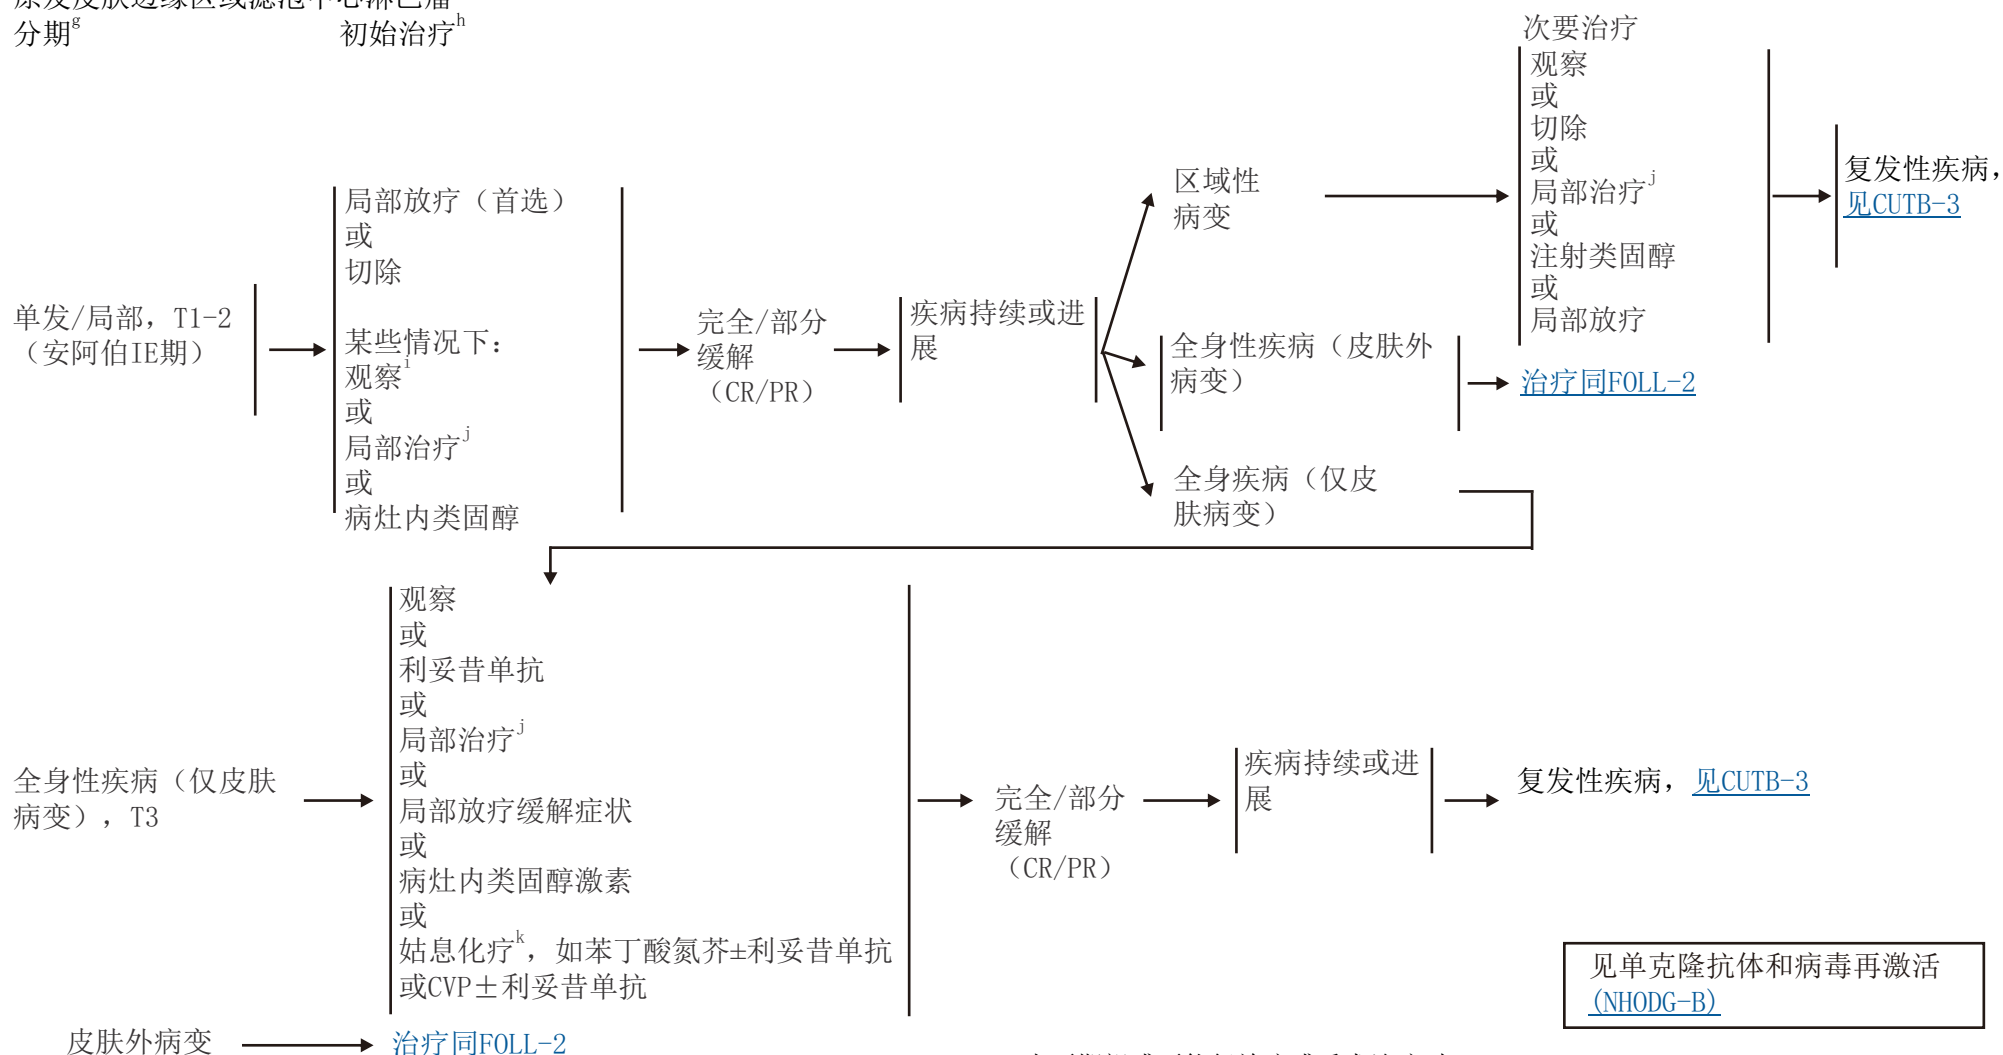 分期g
初始治疗h
单发/局部，T1-2
（安阿伯IE期）
局部放疗（首选）
或
切除
某些情况下：
观察i
或
局部治疗j
或
病灶内类固醇
完全/部分
缓解
（CR/PR）
疾病持续或进
展
区域性
病变
全身性疾病（皮肤外
病变）
全身疾病（仅皮
肤病变）
次要治疗
观察
或
切除
或
局部治疗j
或
注射类固醇
或
局部放疗
复发性疾病，
见CUTB-3
治疗同FOLL-2
全身性疾病（仅皮肤
病变），T3
观察
或
利妥昔单抗
或
局部治疗j
或
局部放疗缓解症状
或
病灶内类固醇激素
或
姑息化疗k，如苯丁酸氮芥±利妥昔单抗
或CVP±利妥昔单抗
完全/部分
缓解
（CR/PR）
疾病持续或进
展
复发性疾病，见CUTB-3
见单克隆抗体和病毒再激活
(NHODG-B)
皮肤外病变
治疗同FOLL-2